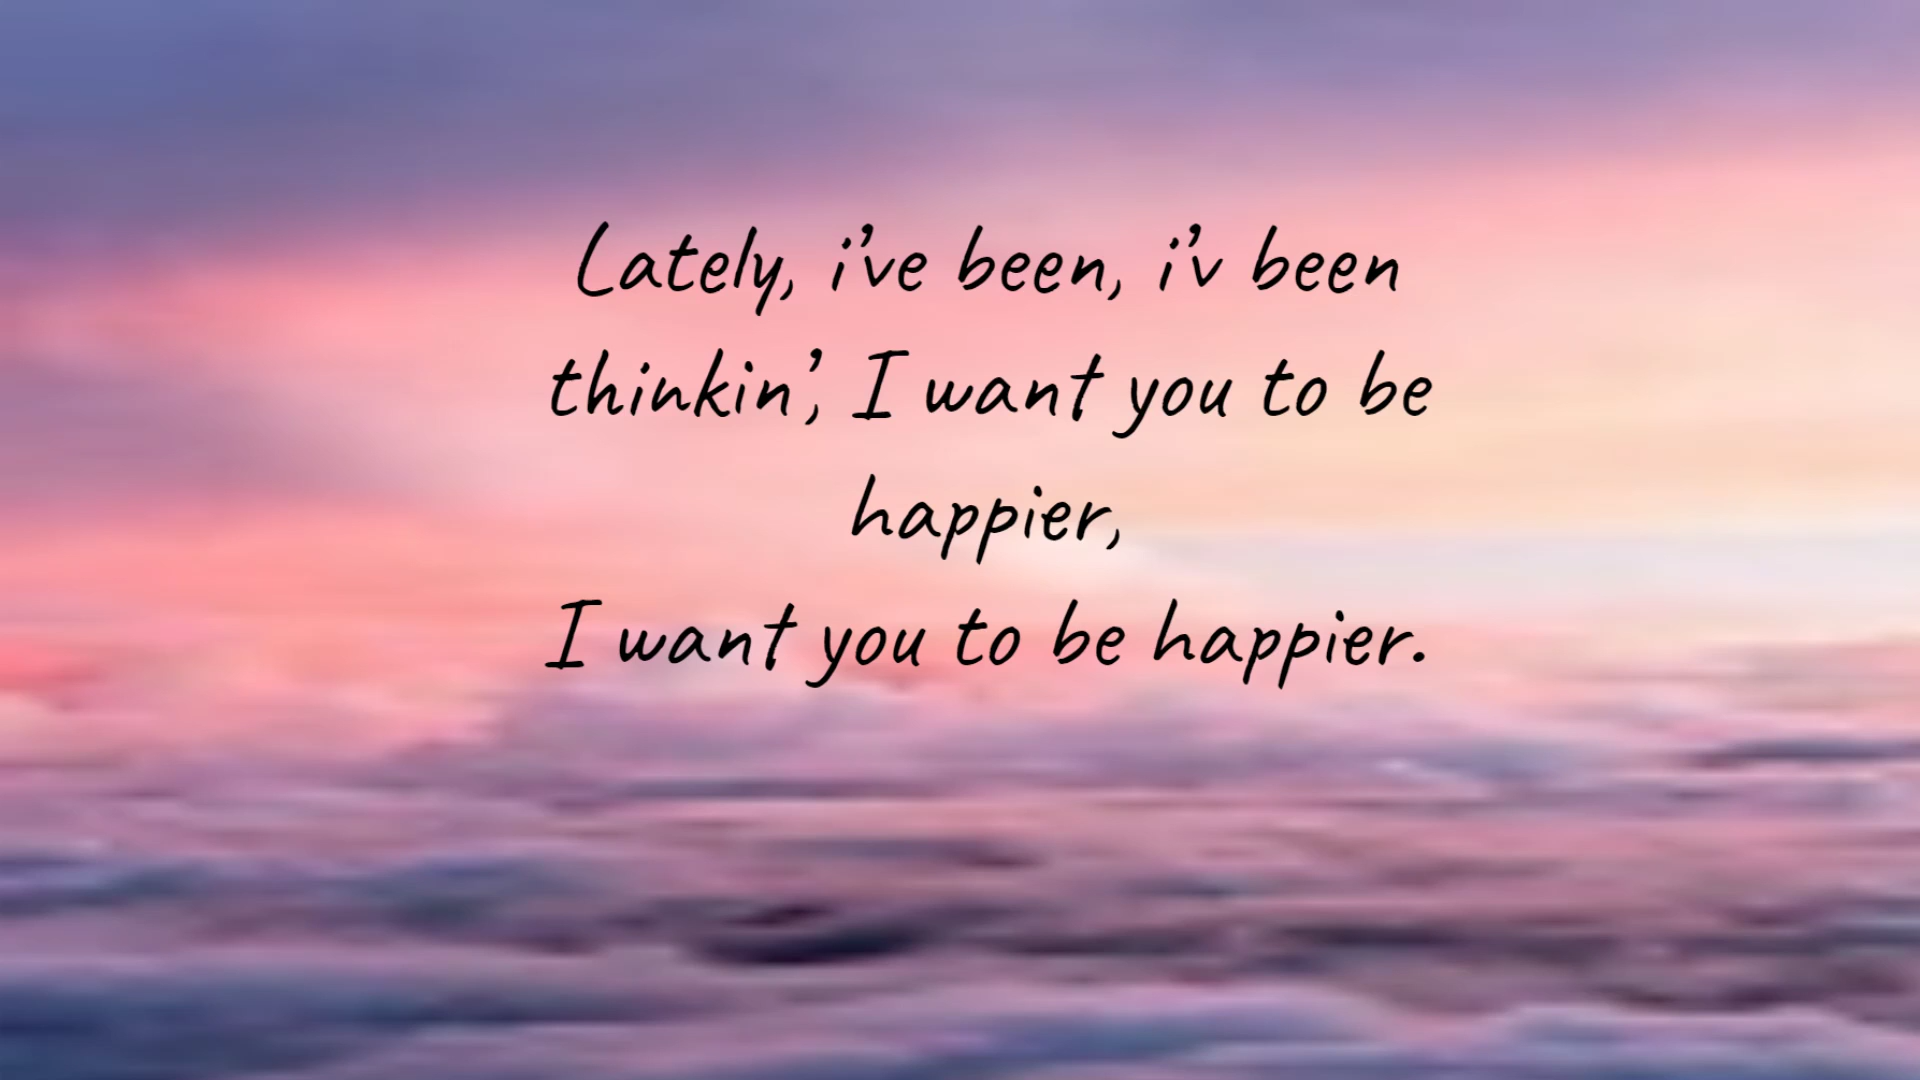 Lately, i've been, i'v been
thinkin', I want you to be
happier,
I want you to be happier.